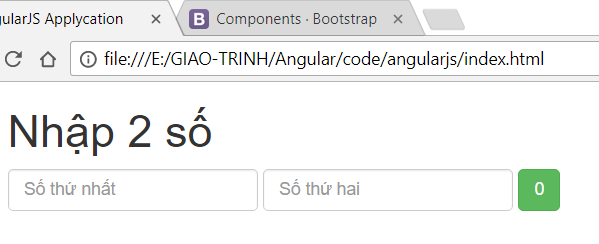 gularJS Applycation × Components · Bootstrap ×
file:///E:/GIAO-TRINH/Angular/code/angularjs/index.html
Nhập 2 số
Số thứ nhất Số thứ hai 0